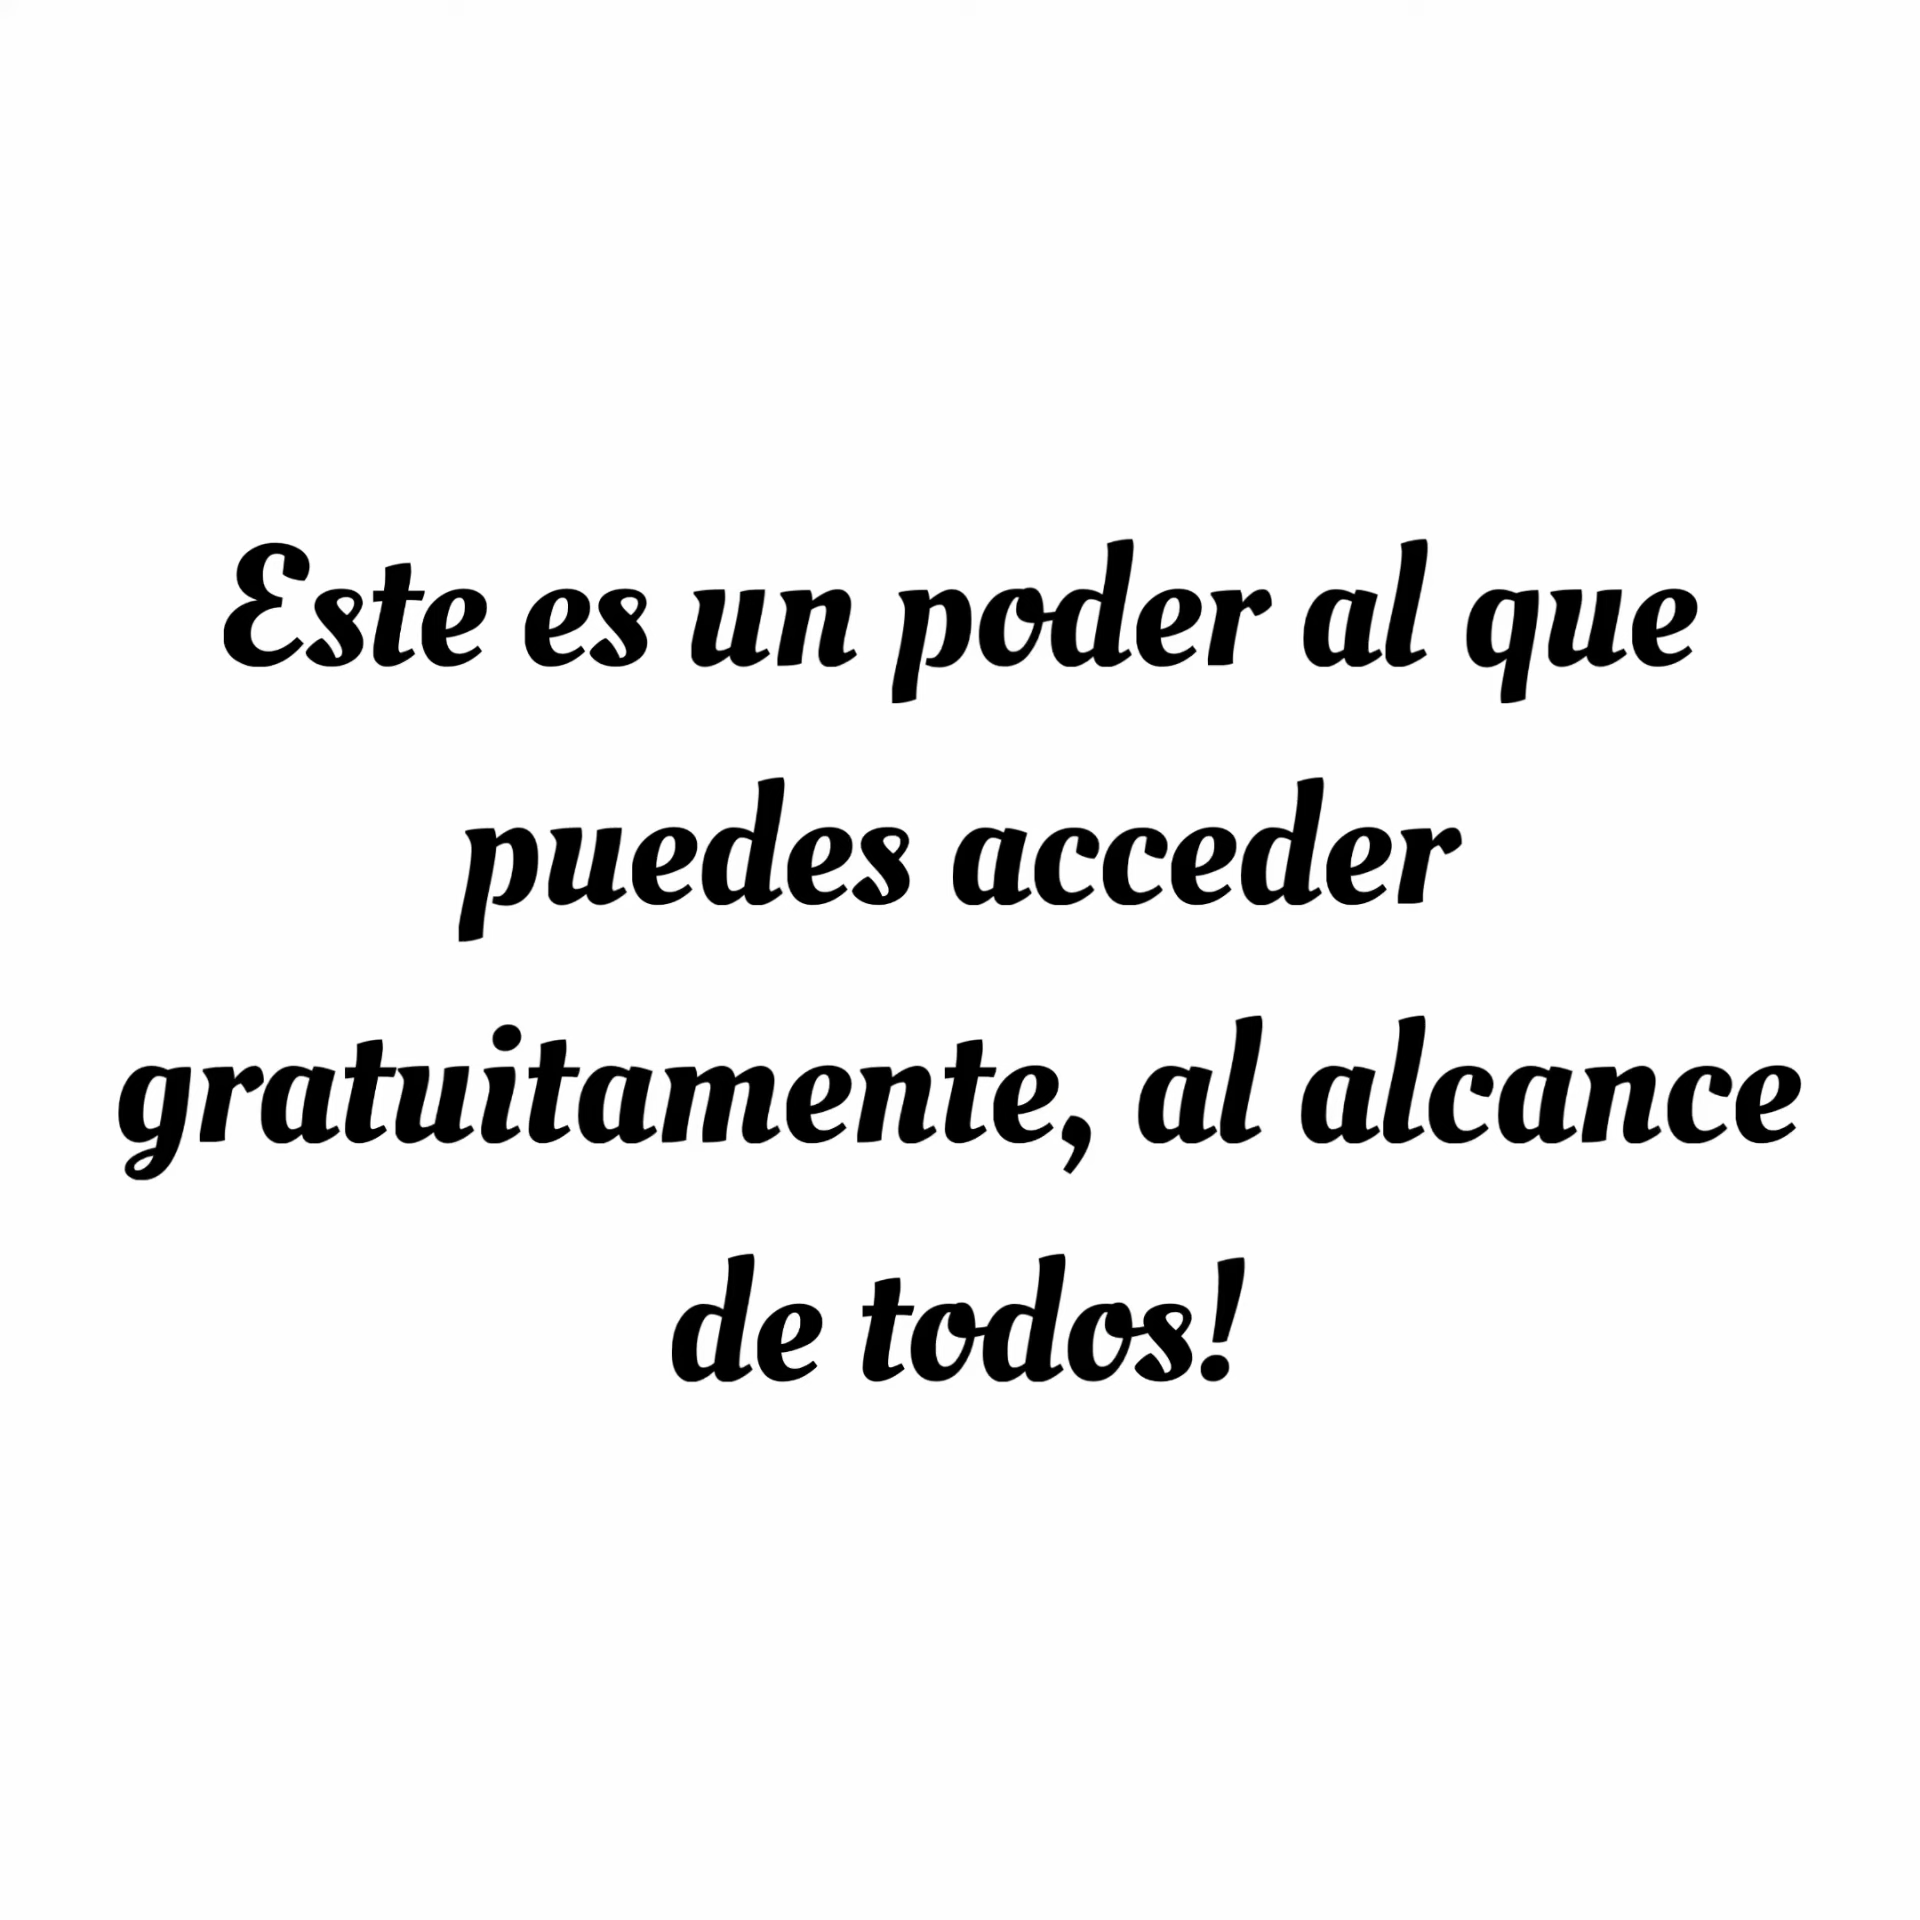 Este es un poder al que
puedes acceder
gratuitamente, al alcance
de todos!